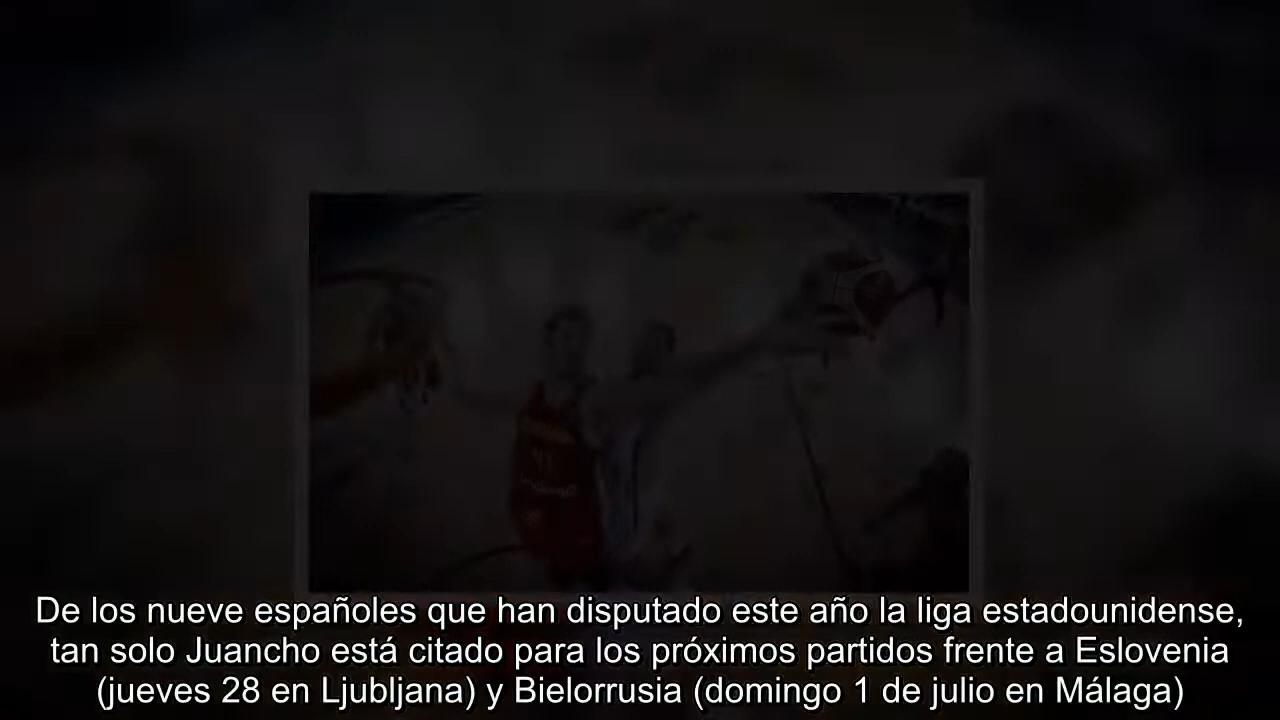 De los nueve españoles que han disputado este año la liga estadounidense,
tan solo Juancho está citado para los próximos partidos frente a Eslovenia
(jueves 28 en Ljubljana) y Bielorrusia (domingo 1 de julio en Málaga)